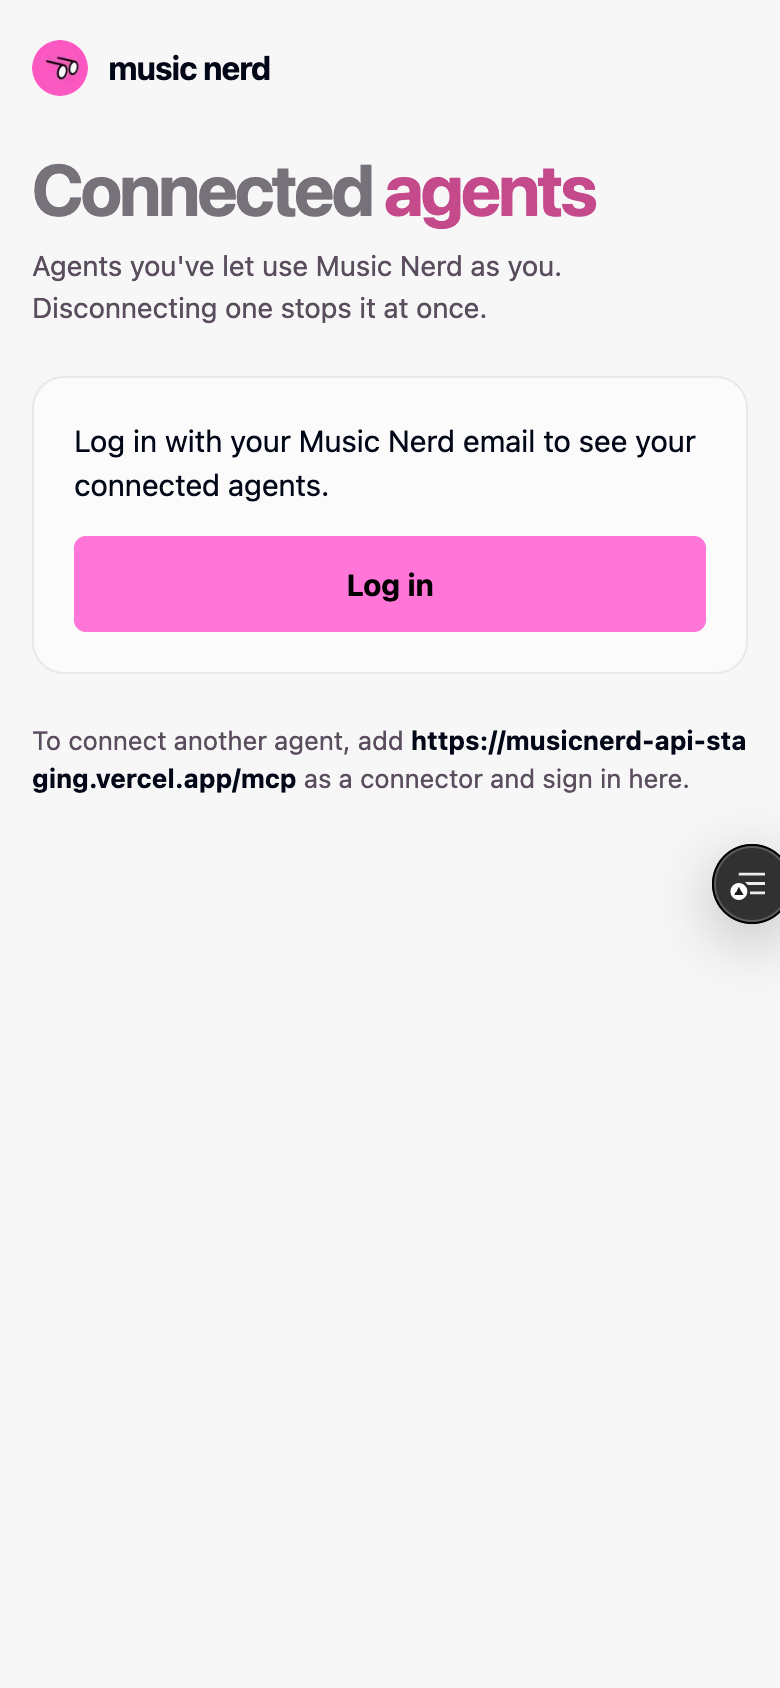 music nerd
Connected agents
Agents you've let use Music Nerd as you.
Disconnecting one stops it at once.
Log in with your Music Nerd email to see your
connected agents.
Log in
To connect another agent, add https://musicnerd-api-sta
ging.vercel.app/mcp as a connector and sign in here.